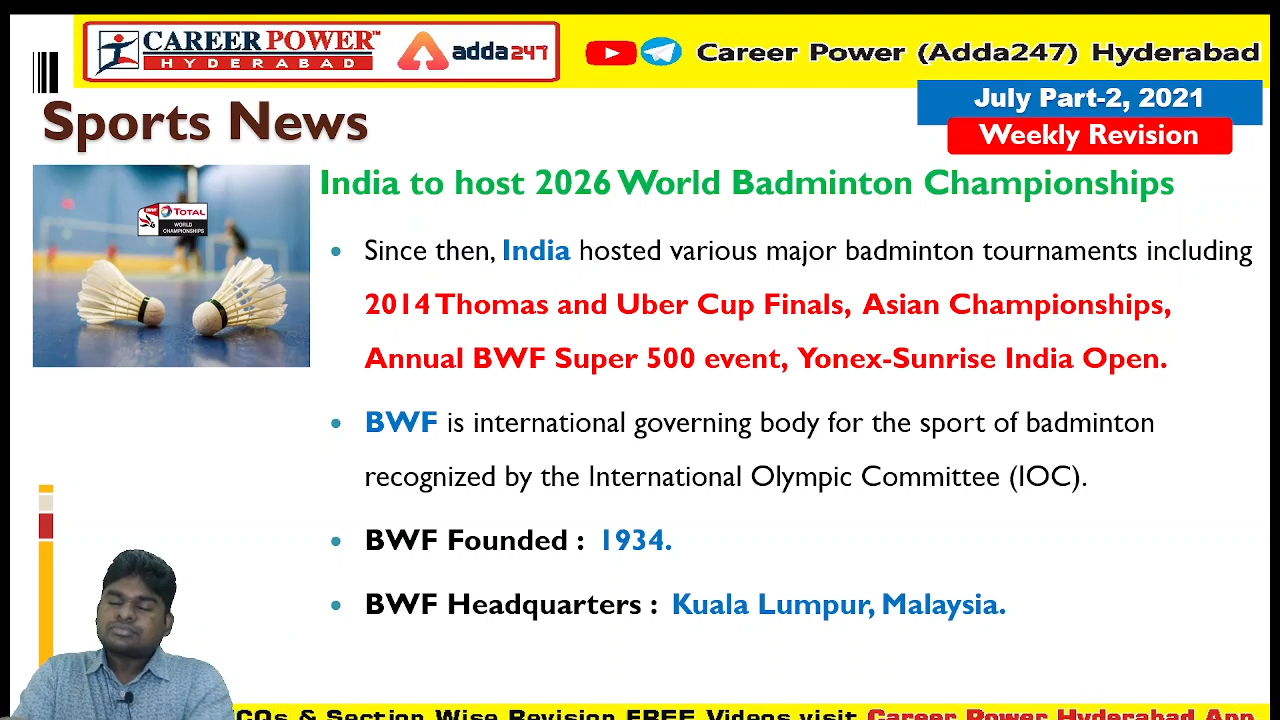 CAREER POWER™
HYDERABAD
adda247
Career Power (Adda247) Hyderabad
July Part-2, 2021
Weekly Revision
Sports News
India to host 2026 World Badminton Championships
BWF TOTAL
WORLD
CHAMPIONSHIPS
• Since then, India hosted various major badminton tournaments including
2014 Thomas and Uber Cup Finals, Asian Championships,
Annual BWF Super 500 event, Yonex-Sunrise India Open.
• BWF is international governing body for the sport of badminton
recognized by the International Olympic Committee (IOC).
• BWF Founded : 1934.
• BWF Headquarters : Kuala Lumpur, Malaysia.
& Section Wise Revision FREE Videos visit Career Power Hyderabad App